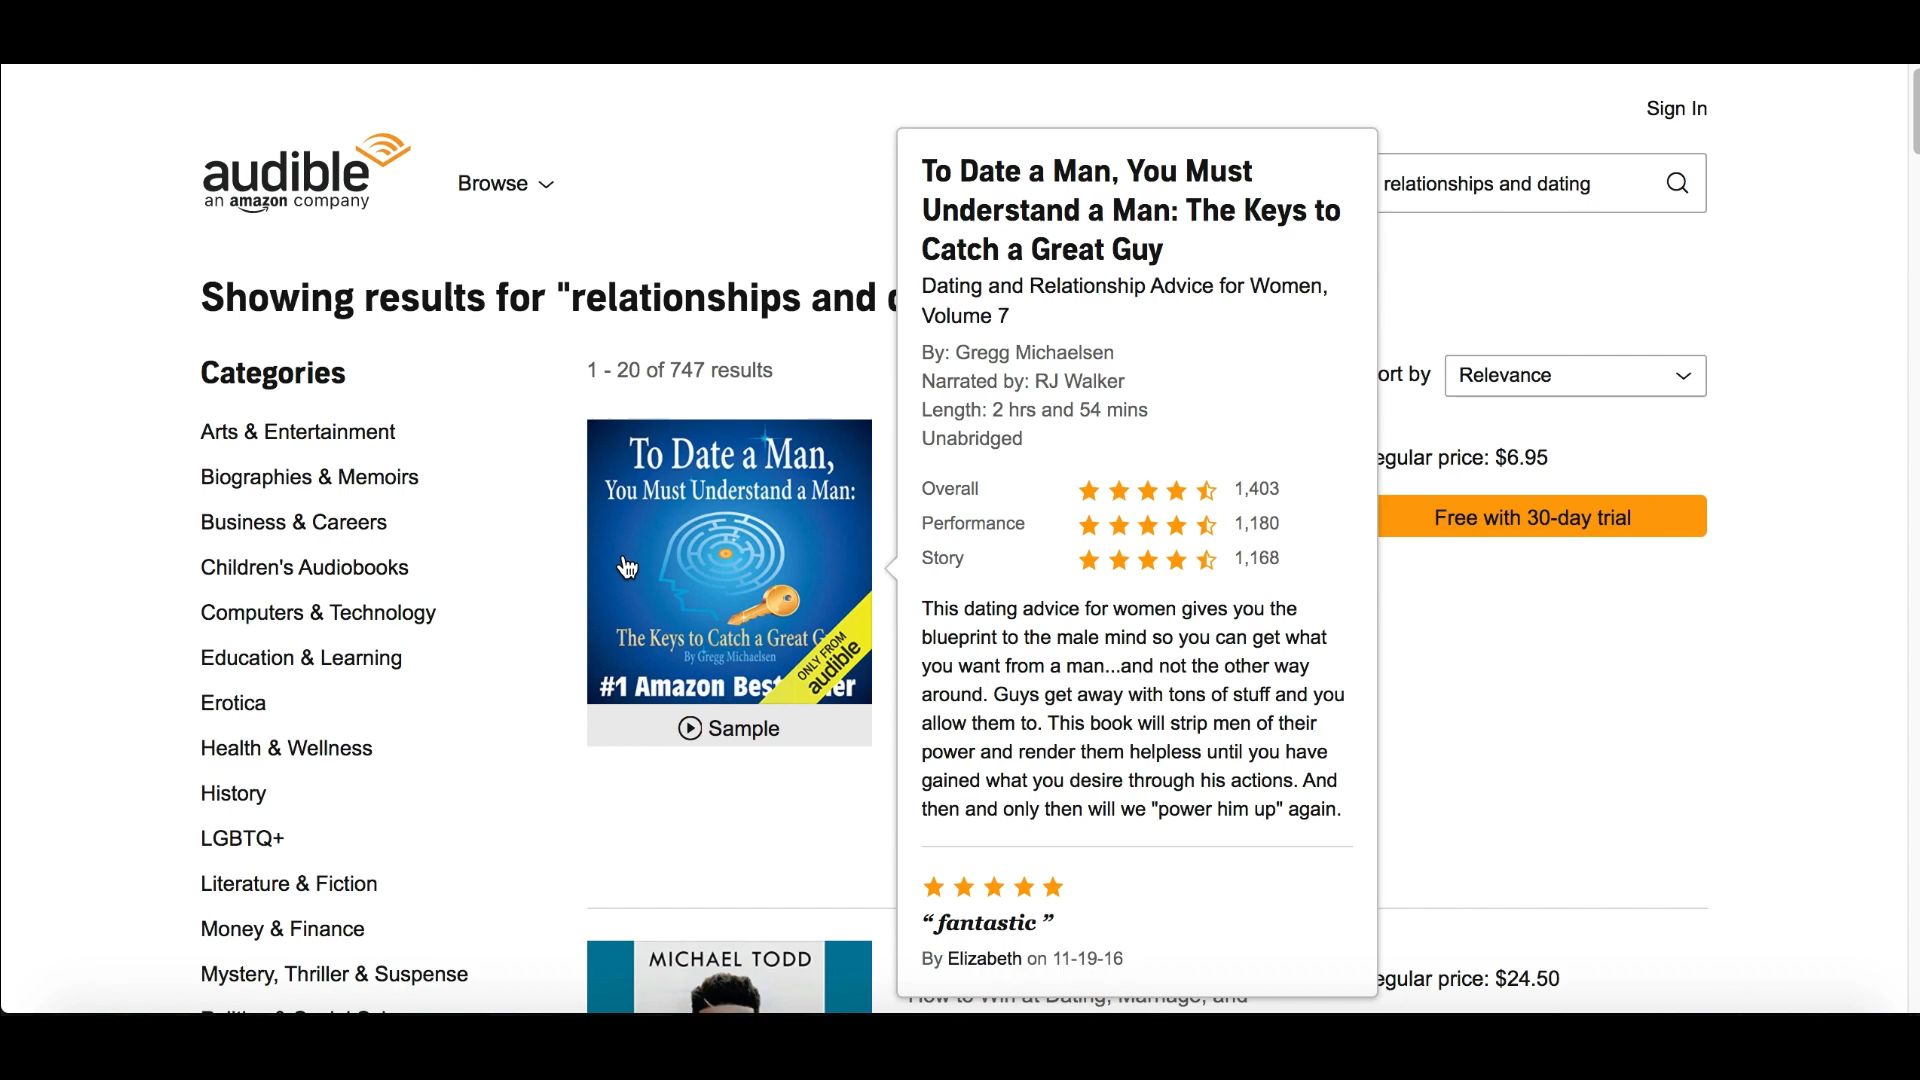 Sign In
audible
an amazon company
Browse
relationships and dating
Showing results for "relationships and
Categories
Arts & Entertainment
Biographies & Memoirs
Business & Careers
Children's Audiobooks
Computers & Technology
Education & Learning
Erotica
Health & Wellness
History
LGBTQ+
Literature & Fiction
Money & Finance
Mystery, Thriller & Suspense
1 - 20 of 747 results
To Date a Man,
You Must Understand a Man:
The Keys to Catch a Great
By Gregg Michaelsen
#1 Amazon
ONLY FROM
audible
Sample
MICHAEL TODD
To Date a Man, You Must
Understand a Man: The Keys to
Catch a Great Guy
Dating and Relationship Advice for Women,
Volume 7
By: Gregg Michaelsen
Narrated by: RJ Walker
Length: 2 hrs and 54 mins
Unabridged
Overall 1,403
Performance 1,180
Story 1,168
This dating advice for women gives you the
blueprint to the male mind so you can get what
you want from a man...and not the other way
around. Guys get away with tons of stuff and you
allow them to. This book will strip men of their
power and render them helpless until you have
gained what you desire through his actions. And
then and only then will we "power him up" again.
“fantastic”
By Elizabeth on 11-19-16
How to Win at Dating, Marriage, and
ort by
Relevance
egular price: $6.95
Free with 30-day trial
egular price: $24.50